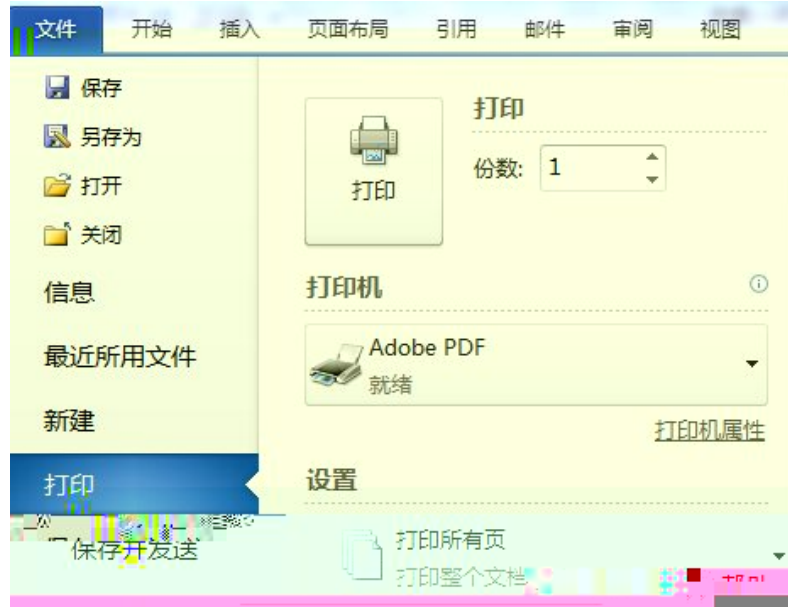 文件 开始 插入 页面布局 引用 邮件 审阅 视图
保存
另存为
打开
关闭
信息
最近所用文件
新建
打印
保存并发送
打印
打印
份数: 1
打印机
Adobe PDF
就绪
打印机属性
设置
打印所有页
打印整个文档